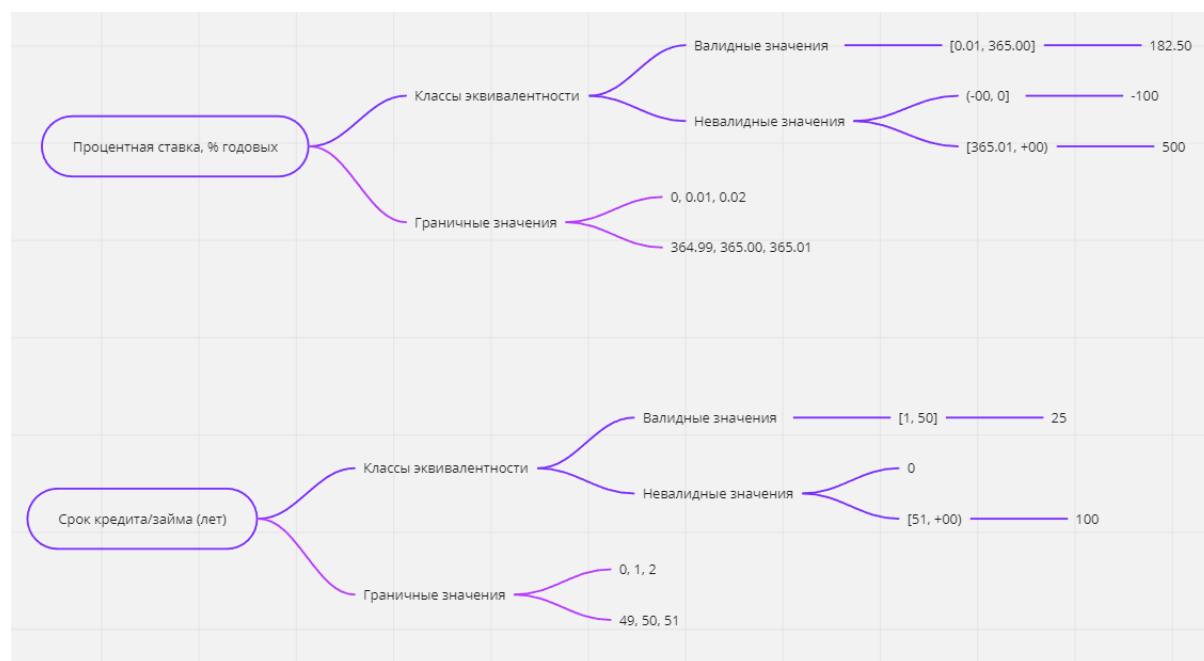 Процентная ставка, % годовых
Классы эквивалентности
Валидные значения
[0.01, 365.00]
182.50
Невалидные значения
(-00, 0]
-100
[365.01, +00)
500
Граничные значения
0, 0.01, 0.02
364.99, 365.00, 365.01
Срок кредита/займа (лет)
Классы эквивалентности
Валидные значения
[1, 50]
25
Невалидные значения
0
[51, +00)
100
Граничные значения
0, 1, 2
49, 50, 51